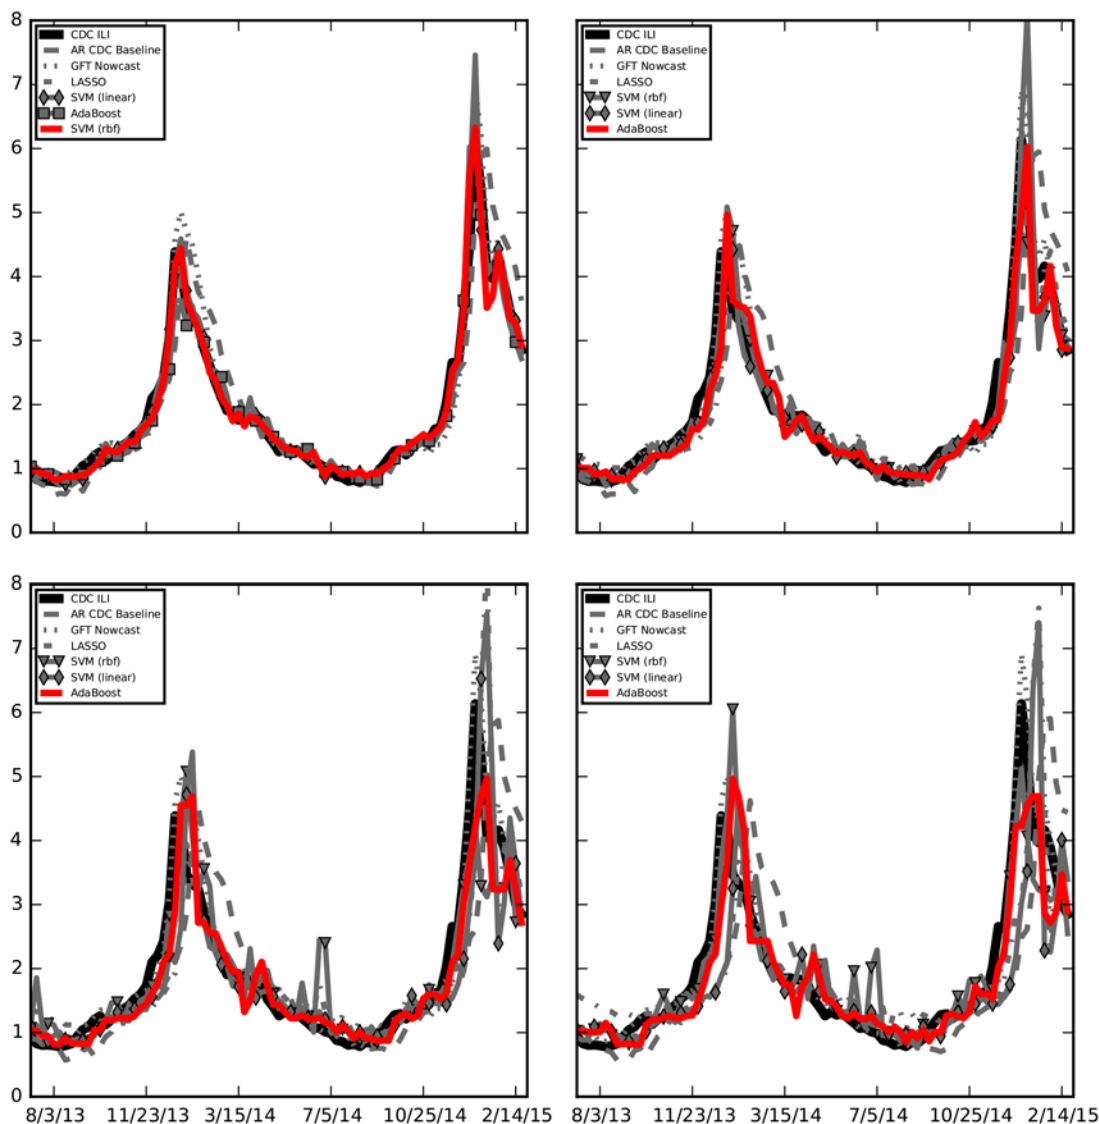 8
7
6
5
4
3
2
1
0
CDC ILI
AR CDC Baseline
GFT Nowcast
LASSO
SVM (linear)
AdaBoost
SVM (rbf)
CDC ILI
AR CDC Baseline
GFT Nowcast
LASSO
SVM (rbf)
SVM (linear)
AdaBoost
8
7
6
5
4
3
2
1
0
CDC ILI
AR CDC Baseline
GFT Nowcast
LASSO
SVM (rbf)
SVM (linear)
AdaBoost
8/3/13 11/23/13 3/15/14 7/5/14 10/25/14 2/14/15
CDC ILI
AR CDC Baseline
GFT Nowcast
LASSO
SVM (rbf)
SVM (linear)
AdaBoost
8/3/13 11/23/13 3/15/14 7/5/14 10/25/14 2/14/15